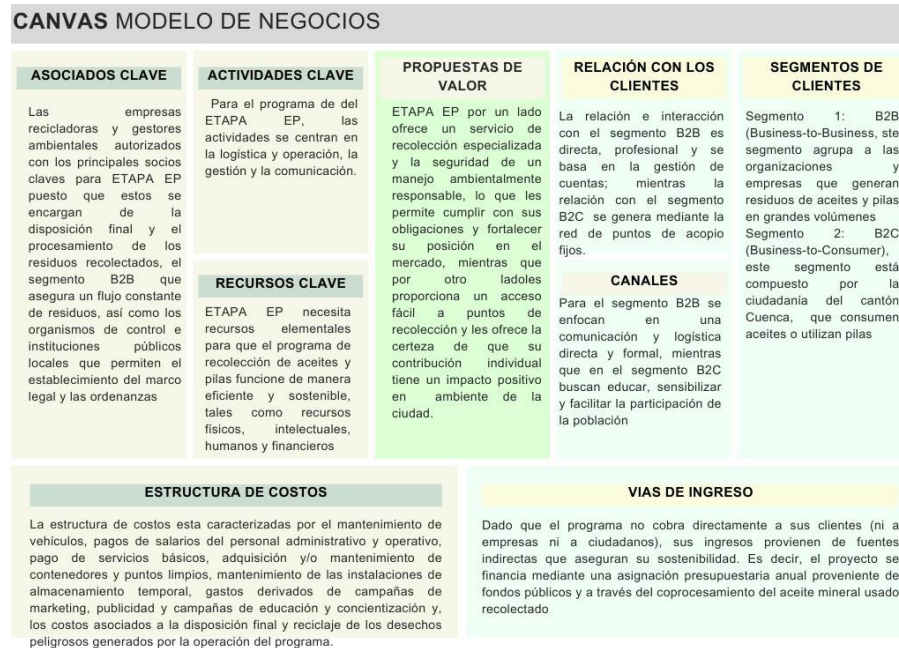 CANVAS MODELO DE NEGOCIOS
ASOCIADOS CLAVE
Las empresas
recicladoras y gestores
ambientales autorizados
con los principales socios
claves para ETAPA EP
puesto que estos se
encargan de la
disposición final y el
procesamiento de los
residuos recolectados, el
segmento B2B que
asegura un flujo constante
de residuos, así como los
organismos de control e
instituciones públicos
locales que permiten el
establecimiento del marco
legal y las ordenanzas
ACTIVIDADES CLAVE
Para el programa de del
ETAPA EP, las
actividades se centran en
la logística y operación, la
gestión y la comunicación.
RECURSOS CLAVE
ETAPA EP necesita
recursos elementales
para que el programa de
recolección de aceites y
pilas funcione de manera
eficiente y sostenible,
tales como recursos
físicos, intelectuales,
humanos y financieros
PROPUESTAS DE
VALOR
ETAPA EP por un lado
ofrece un servicio de
recolección especializada
y la seguridad de un
manejo ambientalmente
responsable, lo que les
permite cumplir con sus
obligaciones y fortalecer
su posición en el
mercado, mientras que
por otro ladoles
proporciona un acceso
fácil a puntos de
recolección y les ofrece la
certeza de que su
contribución individual
tiene un impacto positivo
en ambiente de la
ciudad.
RELACIÓN CON LOS
CLIENTES
La relación e interacción
con el segmento B2B es
directa, profesional y se
basa en la gestión de
cuentas; mientras la
relación con el segmento
B2C se genera mediante la
red de puntos de acopio
fijos.
CANALES
Para el segmento B2B se
enfocan en una
comunicación y logística
directa y formal, mientras
que en el segmento B2C
buscan educar, sensibilizar
y facilitar la participación de
la población
SEGMENTOS DE
CLIENTES
Segmento 1: B2B
(Business-to-Business, ste
segmento agrupa a las
organizaciones y
empresas que generan
residuos de aceites y pilas
en grandes volúmenes
Segmento 2: B2C
(Business-to-Consumer),
este segmento está
compuesto por la
ciudadanía del cantón
Cuenca, que consumen
aceites o utilizan pilas
ESTRUCTURA DE COSTOS
La estructura de costos esta caracterizadas por el mantenimiento de
vehículos, pagos de salarios del personal administrativo y operativo,
pago de servicios básicos, adquisición y/o mantenimiento de
contenedores y puntos limpios, mantenimiento de las instalaciones de
almacenamiento temporal, gastos derivados de campañas de
marketing, publicidad y campañas de educación y concientización y,
los costos asociados a la disposición final y reciclaje de los desechos
peligrosos generados por la operación del programa.
VIAS DE INGRESO
Dado que el programa no cobra directamente a sus clientes (ni a
empresas ni a ciudadanos), sus ingresos provienen de fuentes
indirectas que aseguran su sostenibilidad. Es decir, el proyecto se
financia mediante una asignación presupuestaria anual proveniente de
fondos públicos y a través del coprocesamiento del aceite mineral usado
recolectado